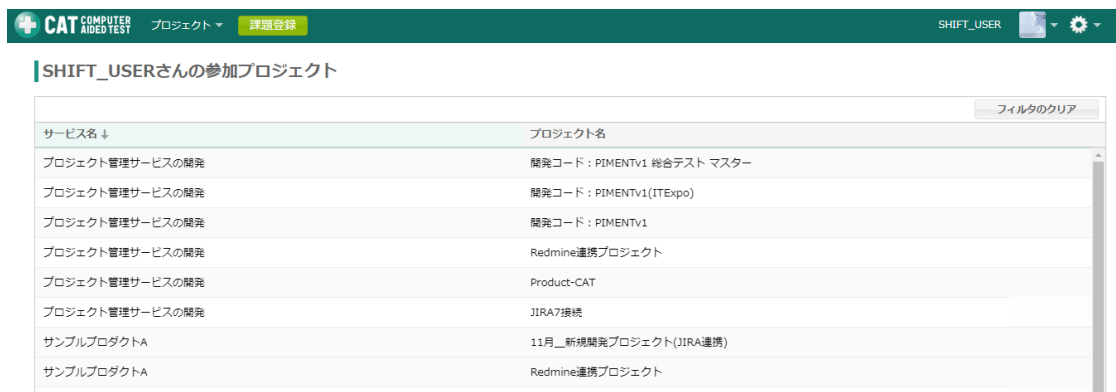 CAT COMPUTER AIDED TEST プロジェクト 課題登録 SHIFT_USER
SHIFT_USERさんの参加プロジェクト
フィルタのクリア
サービス名↓ プロジェクト名
プロジェクト管理サービスの開発 開発コード：PIMENTv1 総合テスト マスター
プロジェクト管理サービスの開発 開発コード：PIMENTv1(ITExpo)
プロジェクト管理サービスの開発 開発コード：PIMENTv1
プロジェクト管理サービスの開発 Redmine連携プロジェクト
プロジェクト管理サービスの開発 Product-CAT
プロジェクト管理サービスの開発 JIRA7接続
サンプルプロダクトA 11月__新規開発プロジェクト(JIRA連携)
サンプルプロダクトA Redmine連携プロジェクト